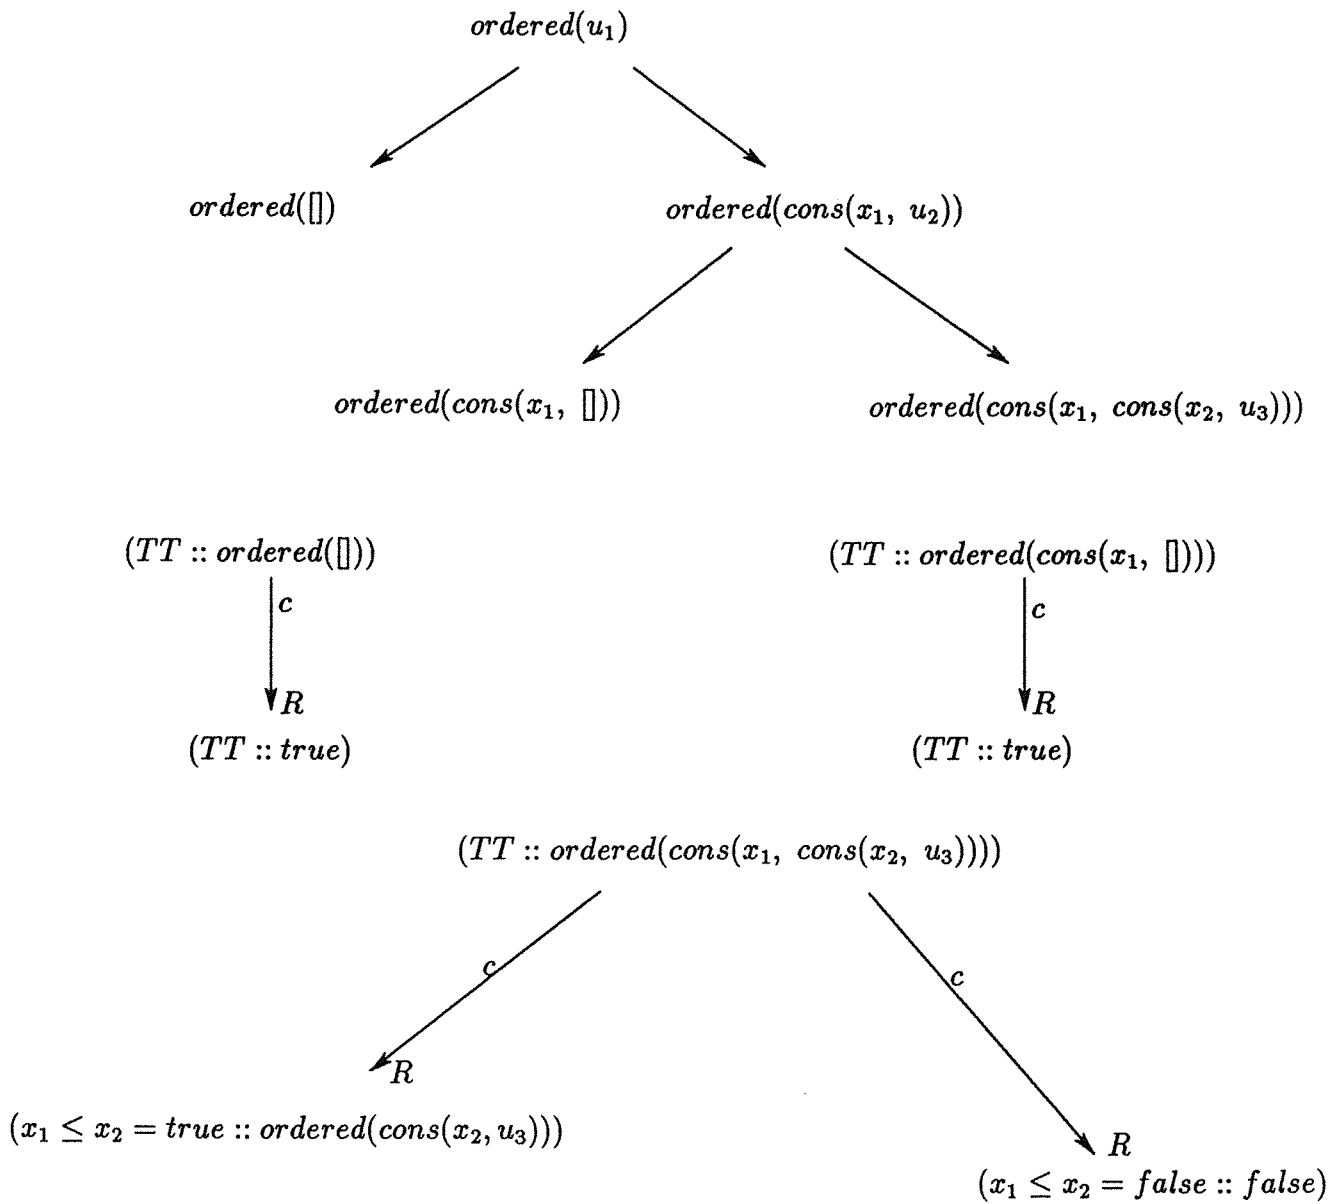 ordered(u₁)
ordered([]) ordered(cons(x₁, u₂))
ordered(cons(x₁, [])) ordered(cons(x₁, cons(x₂, u₃)))
(TT :: ordered([])) (TT :: ordered(cons(x₁, [])))
c c
R R
(TT :: true) (TT :: true)
(TT :: ordered(cons(x₁, cons(x₂, u₃))))
c c
R
(x₁ ≤ x₂ = true :: ordered(cons(x₂, u₃)))
R
(x₁ ≤ x₂ = false :: false)